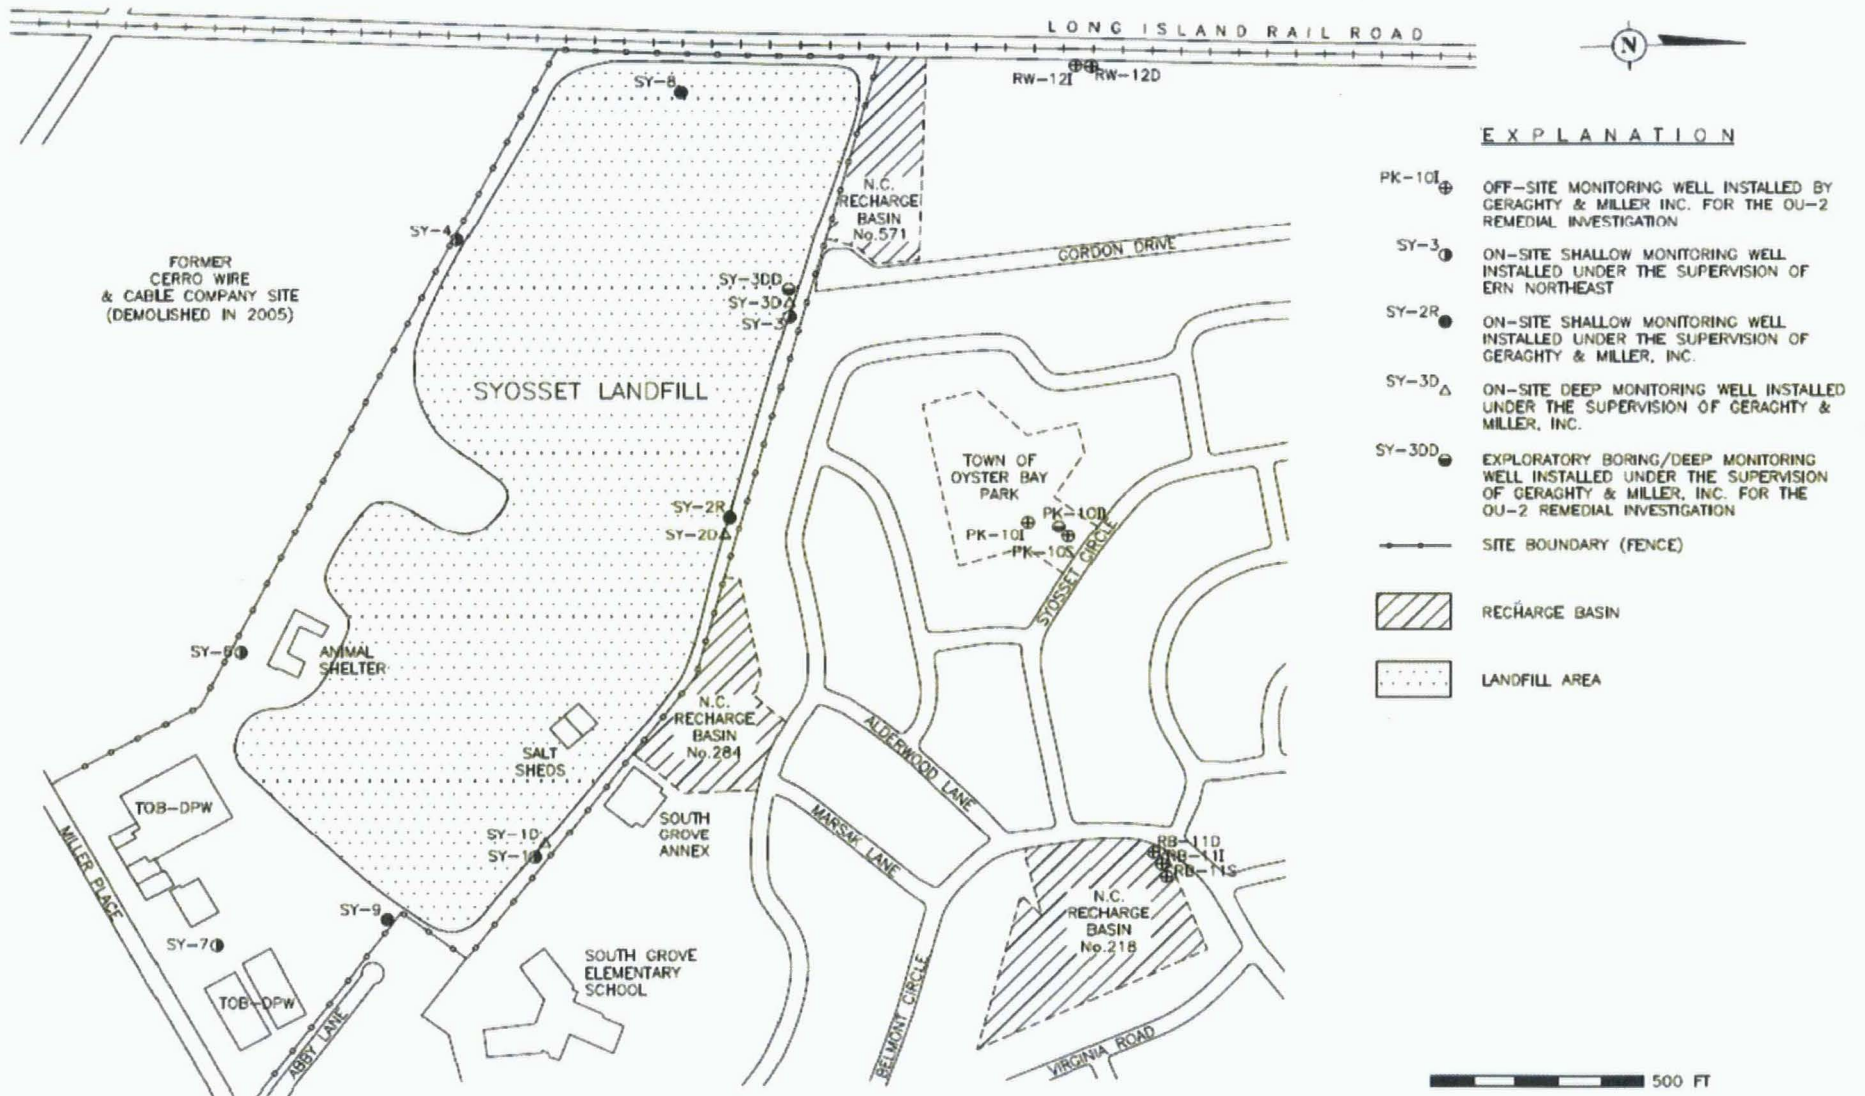 LONG ISLAND RAIL ROAD
N
RW-12I
RW-12D
SY-8
EXPLANATION
PK-10I
OFF-SITE MONITORING WELL INSTALLED BY
GERAGHTY & MILLER INC. FOR THE OU-2
REMEDIAL INVESTIGATION
SY-3
ON-SITE SHALLOW MONITORING WELL
INSTALLED UNDER THE SUPERVISION OF
ERN NORTHEAST
SY-2R
ON-SITE SHALLOW MONITORING WELL
INSTALLED UNDER THE SUPERVISION OF
GERAGHTY & MILLER, INC.
SY-3D
ON-SITE DEEP MONITORING WELL INSTALLED
UNDER THE SUPERVISION OF GERAGHTY &
MILLER, INC.
SY-3DD
EXPLORATORY BORING/DEEP MONITORING
WELL INSTALLED UNDER THE SUPERVISION
OF GERAGHTY & MILLER, INC. FOR THE
OU-2 REMEDIAL INVESTIGATION
SITE BOUNDARY (FENCE)
RECHARGE BASIN
LANDFILL AREA
N.C.
RECHARGE
BASIN
No.571
SY-4
GORDON DRIVE
FORMER
CERRO WIRE
& CABLE COMPANY SITE
(DEMOLISHED IN 2005)
SY-3DD
SY-3D
SY-3
SYOSSET LANDFILL
TOWN OF
OYSTER BAY
PARK
SY-2R
SY-2D
PK-10D
PK-10I
PK-10S
SYOSSET CIRCLE
SY-6
ANIMAL
SHELTER
N.C.
RECHARGE
BASIN
No.284
SALT
SHEDS
ALDERWOOD LANE
TOB-DPW
MILLER PLACE
SOUTH
GROVE
ANNEX
MARSAK LANE
SY-1D
SY-1
RB-11D
RB-11I
RB-11S
SY-9
SY-7
N.C.
RECHARGE
BASIN
No.218
SOUTH GROVE
ELEMENTARY
SCHOOL
TOB-DPW
ABBY LANE
BELMONT CIRCLE
VIRGINIA ROAD
500 FT